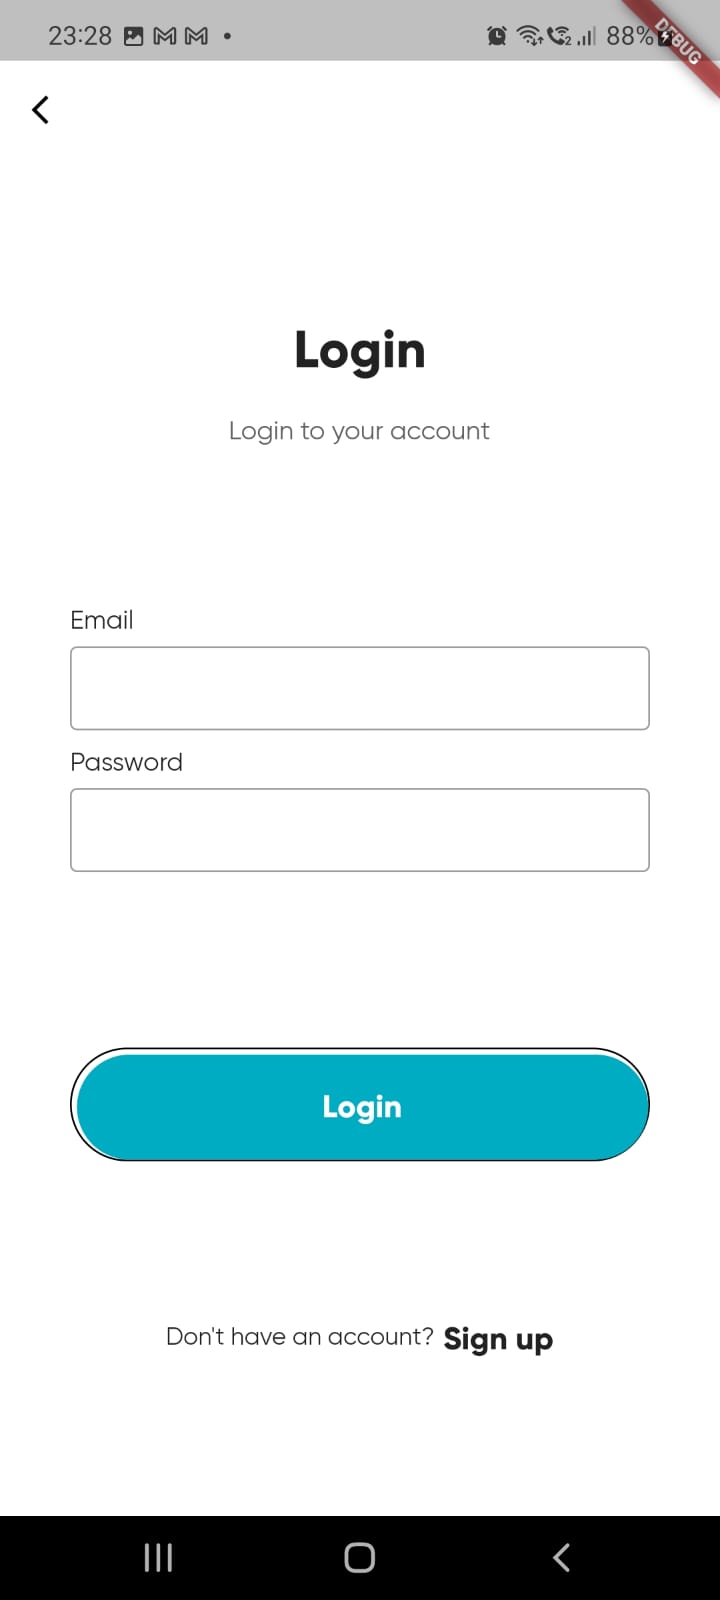 23:28 88%
DEBUG
Login
Login to your account
Email
Password
Login
Don't have an account? Sign up